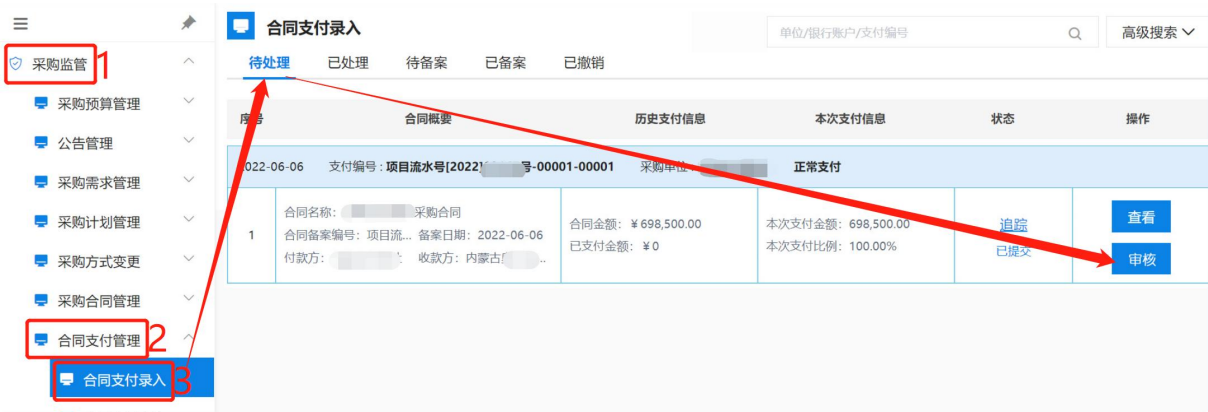 采购监管 1
采购预算管理
公告管理
采购需求管理
采购计划管理
采购方式变更
采购合同管理
合同支付管理 2
合同支付录入 3
合同支付录入
单位/银行账户/支付编号
高级搜索
待处理 已处理 待备案 已备案 已撤销
序号 合同概要 历史支付信息 本次支付信息 状态 操作
2022-06-06 支付编号：项目流水号[2022] 号-00001-00001 采购单位： 正常支付
1
合同名称： 采购合同
合同备案编号：项目流... 备案日期：2022-06-06
付款方： 收款方：内蒙古 ..
合同金额：¥698,500.00
已支付金额：¥0
本次支付金额：698,500.00
本次支付比例：100.00%
追踪
已提交
查看
审核